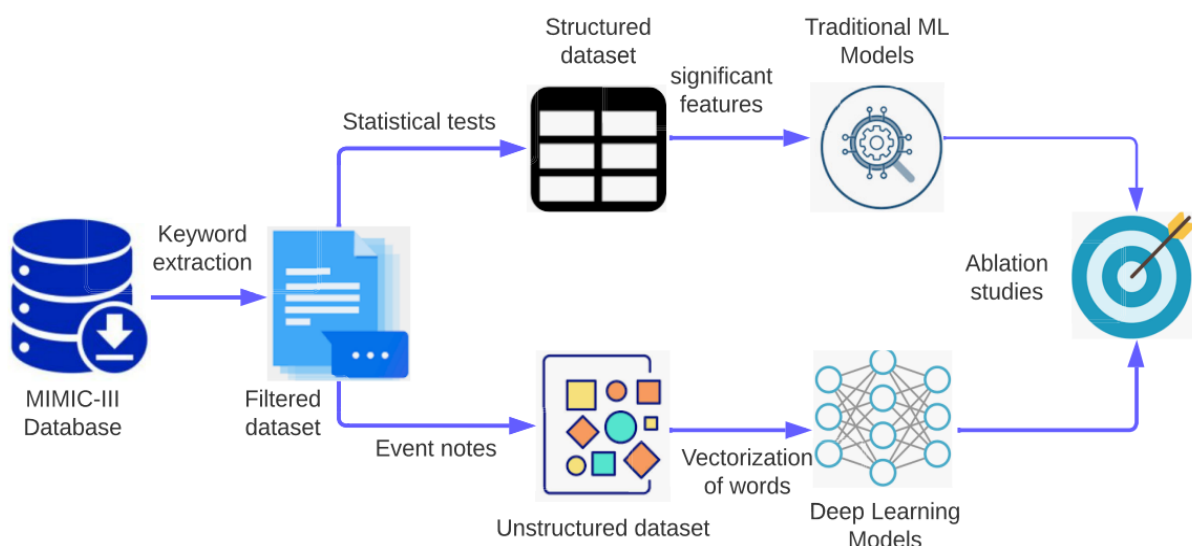 Structured
dataset
Traditional ML
Models
significant
features
Statistical tests
Keyword
extraction
Ablation
studies
MIMIC-III
Database
Filtered
dataset
Event notes
Vectorization
of words
Unstructured dataset
Deep Learning
Models